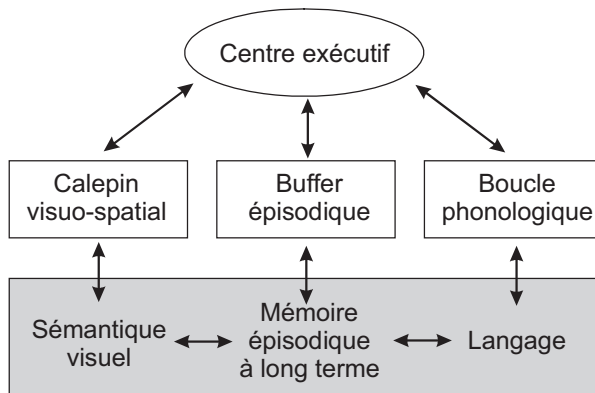 Centre exécutif
Calepin
visuo-spatial
Buffer
épisodique
Boucle
phonologique
Sémantique
visuel
Mémoire
épisodique
à long terme
Langage